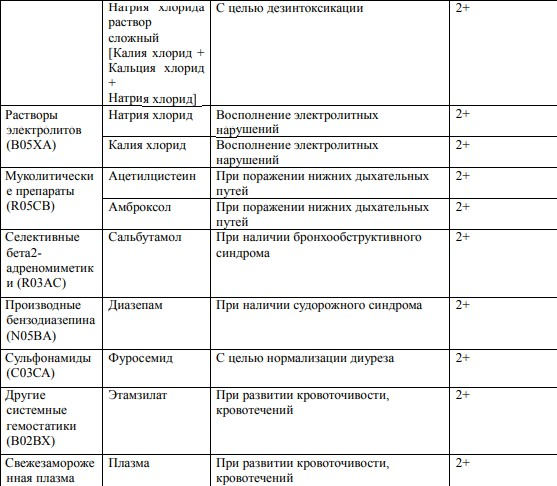 Натрия хлорида
раствор
сложный
[Калия хлорид +
Кальция хлорид
+
Натрия хлорид]
С целью дезинтоксикации
2+
Растворы
электролитов
(B05XA)
Натрия хлорид
Восполнение электролитных
нарушений
2+
Калия хлорид
Восполнение электролитных
нарушений
2+
Муколитически
е препараты
(R05CB)
Ацетилцистеин
При поражении нижних дыхательных
путей
2+
Амброксол
При поражении нижних дыхательных
путей
2+
Селективные
бета2-
адреномиметик
и (R03AC)
Сальбутамол
При наличии бронхообструктивного
синдрома
2+
Производные
бензодиазепина
(N05BA)
Диазепам
При наличии судорожного синдрома
2+
Сульфонамиды
(C03CA)
Фуросемид
С целью нормализации диуреза
2+
Другие
системные
гемостатики
(B02BX)
Этамзилат
При развитии кровоточивости,
кровотечений
2+
Свежезамороже
нная плазма
Плазма
При развитии кровоточивости,
кровотечений
2+